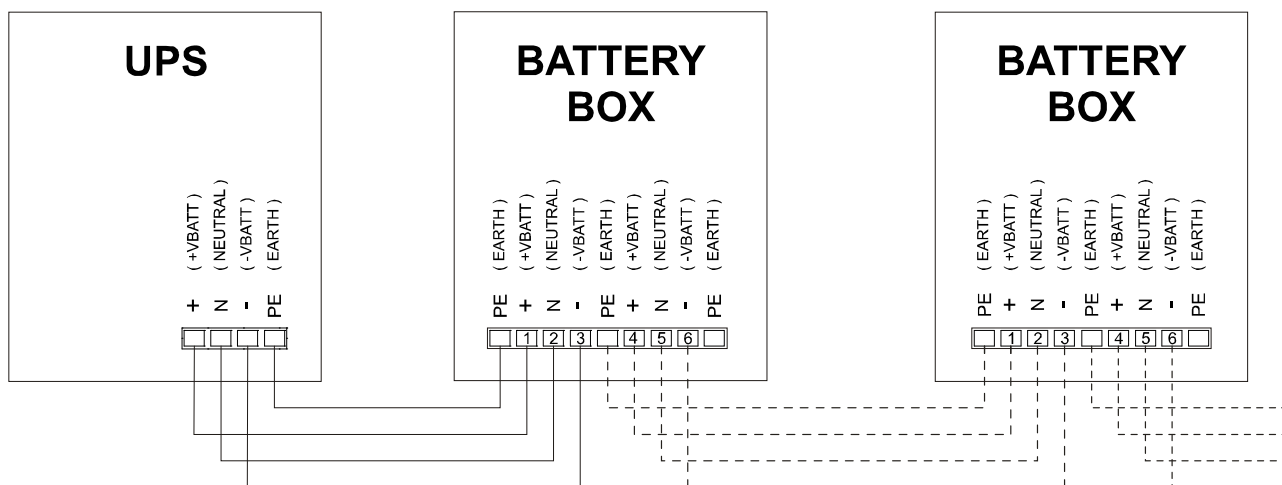 UPS
BATTERY
BOX
BATTERY
BOX
( +VBATT )
( NEUTRAL )
( -VBATT )
( EARTH )
+
N
-
PE
( EARTH )
( +VBATT )
( NEUTRAL )
( -VBATT )
( EARTH )
( +VBATT )
( NEUTRAL )
( -VBATT )
( EARTH )
PE
+
N
-
PE
+
N
-
PE
1
2
3
4
5
6
( EARTH )
( +VBATT )
( NEUTRAL )
( -VBATT )
( EARTH )
( +VBATT )
( NEUTRAL )
( -VBATT )
( EARTH )
PE
+
N
-
PE
+
N
-
PE
1
2
3
4
5
6